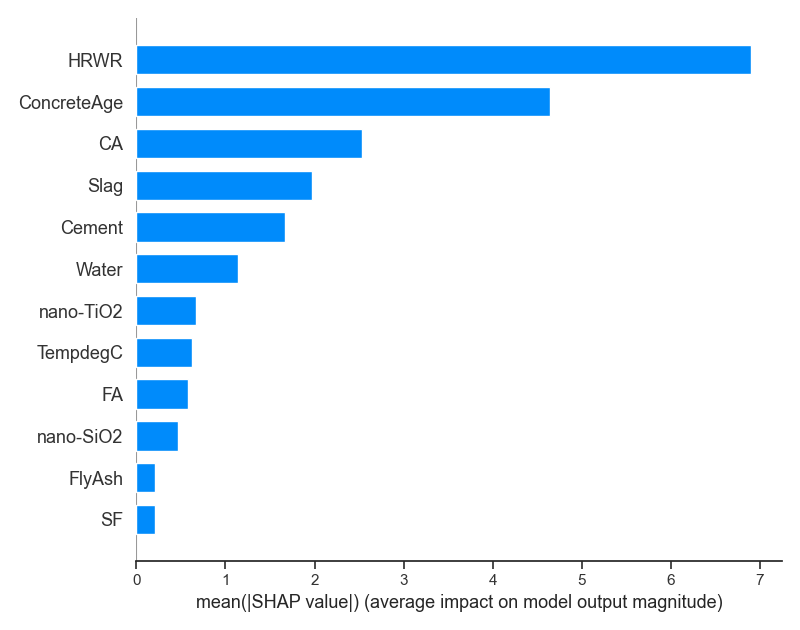 HRWR
ConcreteAge
CA
Slag
Cement
Water
nano-TiO2
TempdegC
FA
nano-SiO2
FlyAsh
SF
0 1 2 3 4 5 6 7
mean(|SHAP value|) (average impact on model output magnitude)